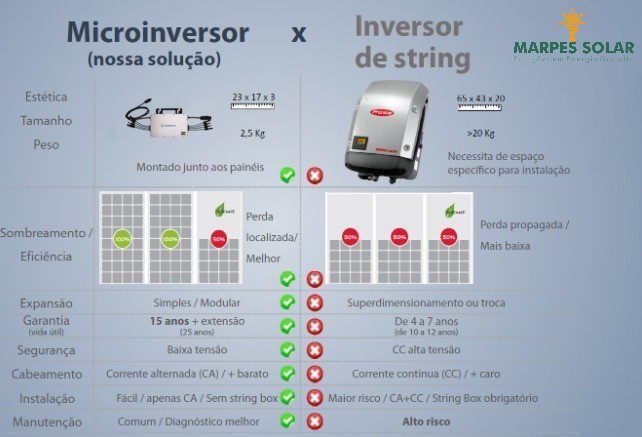 Microinversor
(nossa solução)
x
Inversor
de string
MARPES SOLAR
Estética
Tamanho
Peso
23 x 17 x 3
2,5 Kg
Montado junto aos painéis
Fronius
65 x 43 x 20
>20 Kg
Necessita de espaço
específico para instalação
Sombreamento /
Eficiência
100%
100%
50%
Perda
localizada/
Melhor
50%
50%
50%
Perda propagada /
Mais baixa
Expansão
Simples / Modular
Superdimensionamento ou troca
Garantia
(vida útil)
15 anos + extensão
(25 anos)
De 4 a 7 anos
(de 10 a 12 anos)
Segurança
Baixa tensão
CC alta tensão
Cabeamento
Corrente alternada (CA) / + barato
Corrente contínua (CC) / + caro
Instalação
Fácil / apenas CA / Sem string box
Maior risco / CA+CC / String Box obrigatório
Manutenção
Comum / Diagnóstico melhor
Alto risco